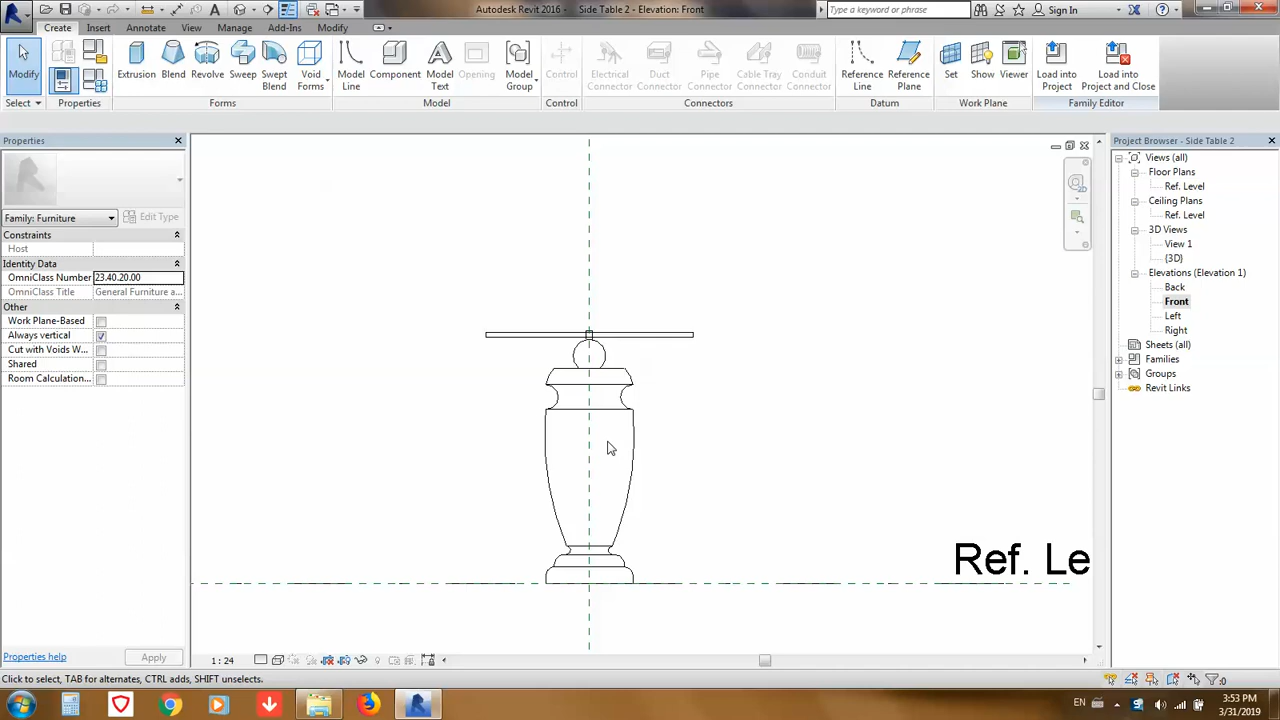 Autodesk Revit 2016 - Side Table 2 - Elevation: Front
Type a keyword or phrase
Sign In
Create Insert Annotate View Manage Add-Ins Modify
Modify
Extrusion Blend Revolve Sweep Swept Blend Void Forms
Model Line Component Model Text Opening Model Group
Control
Electrical Connector Duct Connector Pipe Connector Cable Tray Connector Conduit Connector
Reference Line Reference Plane
Set Show Viewer
Load into Project Load into Project and Close
Select Properties Forms Model Control Connectors Datum Work Plane Family Editor
Properties
Family: Furniture
Edit Type
Constraints
Host
Identity Data
OmniClass Number 23.40.20.00
OmniClass Title General Furniture a...
Other
Work Plane-Based
Always vertical
Cut with Voids W...
Shared
Room Calculation...
Properties help
Apply
Ref. Le
1 : 24
Project Browser - Side Table 2
Views (all)
Floor Plans
Ref. Level
Ceiling Plans
Ref. Level
3D Views
View 1
{3D}
Elevations (Elevation 1)
Back
Front
Left
Right
Sheets (all)
Families
Groups
Revit Links
Click to select, TAB for alternates, CTRL adds, SHIFT unselects.
:0
EN
3:53 PM
3/31/2019